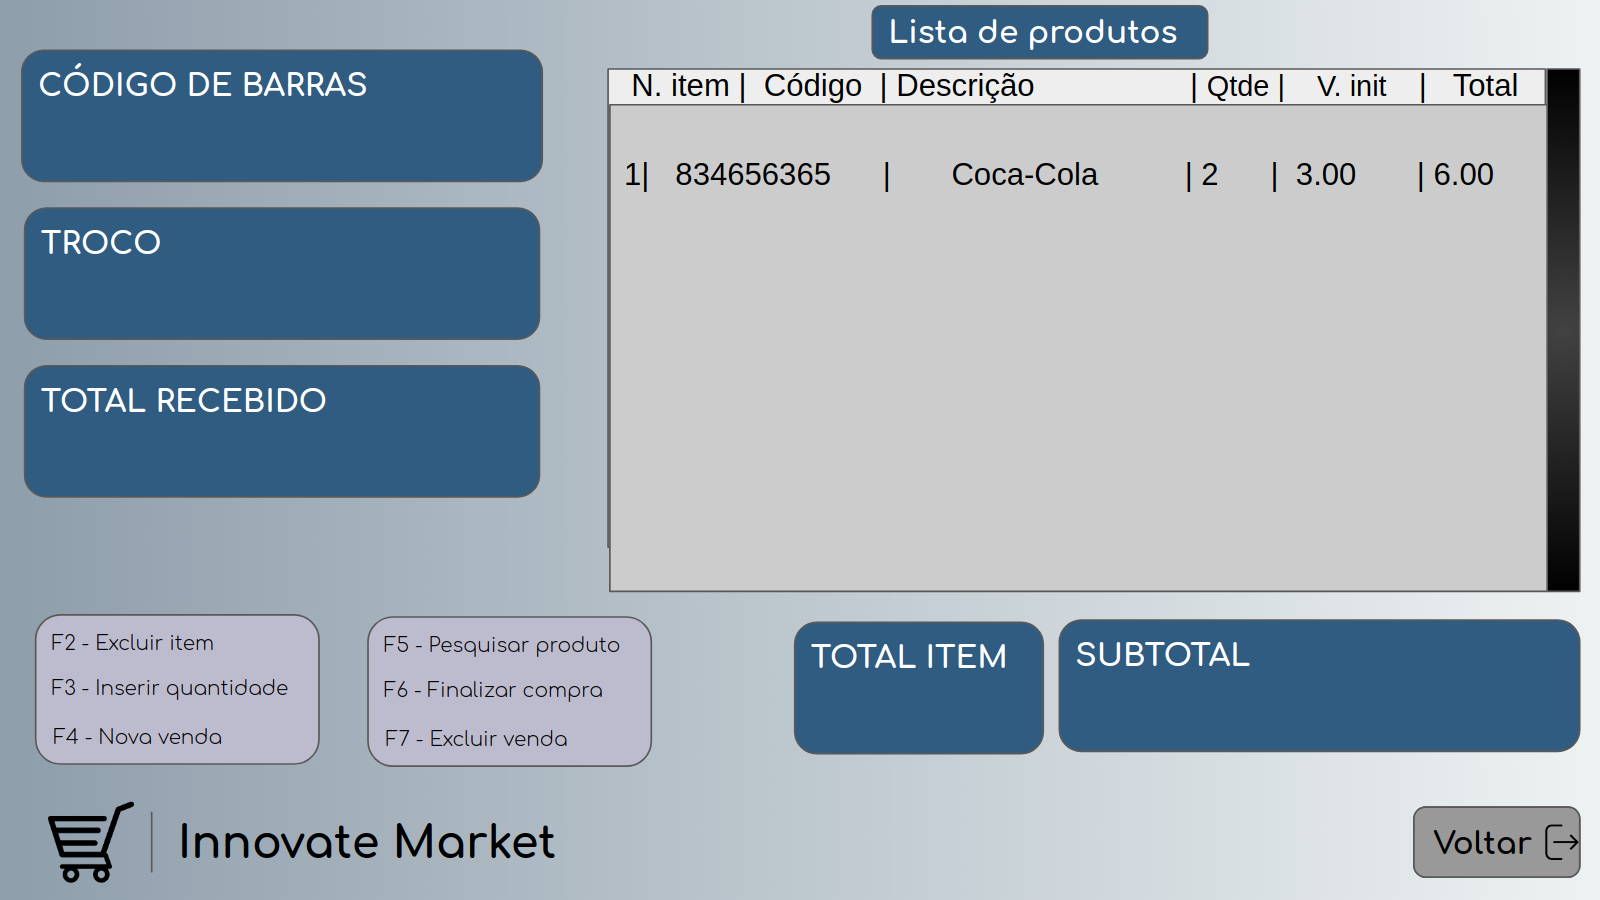 Lista de produtos
CÓDIGO DE BARRAS
N. item | Código | Descrição | Qtde | V. init | Total
1| 834656365 | Coca-Cola | 2 | 3.00 | 6.00
TROCO
TOTAL RECEBIDO
F2 - Excluir item
F3 - Inserir quantidade
F4 - Nova venda
F5 - Pesquisar produto
F6 - Finalizar compra
F7 - Excluir venda
TOTAL ITEM
SUBTOTAL
Innovate Market
Voltar